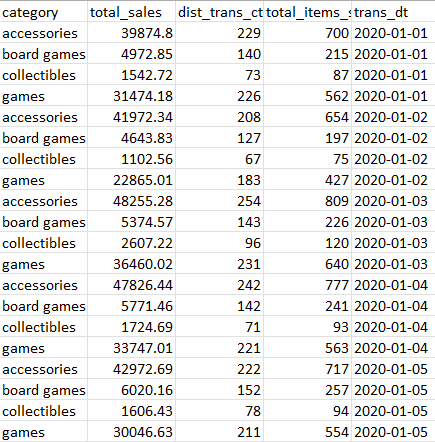 category total_sales dist_trans_ct total_items_s trans_dt
accessories 39874.8 229 700 2020-01-01
board games 4972.85 140 215 2020-01-01
collectibles 1542.72 73 87 2020-01-01
games 31474.18 226 562 2020-01-01
accessories 41972.34 208 654 2020-01-02
board games 4643.83 127 197 2020-01-02
collectibles 1102.56 67 75 2020-01-02
games 22865.01 183 427 2020-01-02
accessories 48255.28 254 809 2020-01-03
board games 5374.57 143 226 2020-01-03
collectibles 2607.22 96 120 2020-01-03
games 36460.02 231 640 2020-01-03
accessories 47826.44 242 777 2020-01-04
board games 5771.46 142 241 2020-01-04
collectibles 1724.69 71 93 2020-01-04
games 33747.01 221 563 2020-01-04
accessories 42972.69 222 717 2020-01-05
board games 6020.16 152 257 2020-01-05
collectibles 1606.43 78 94 2020-01-05
games 30046.63 211 554 2020-01-05